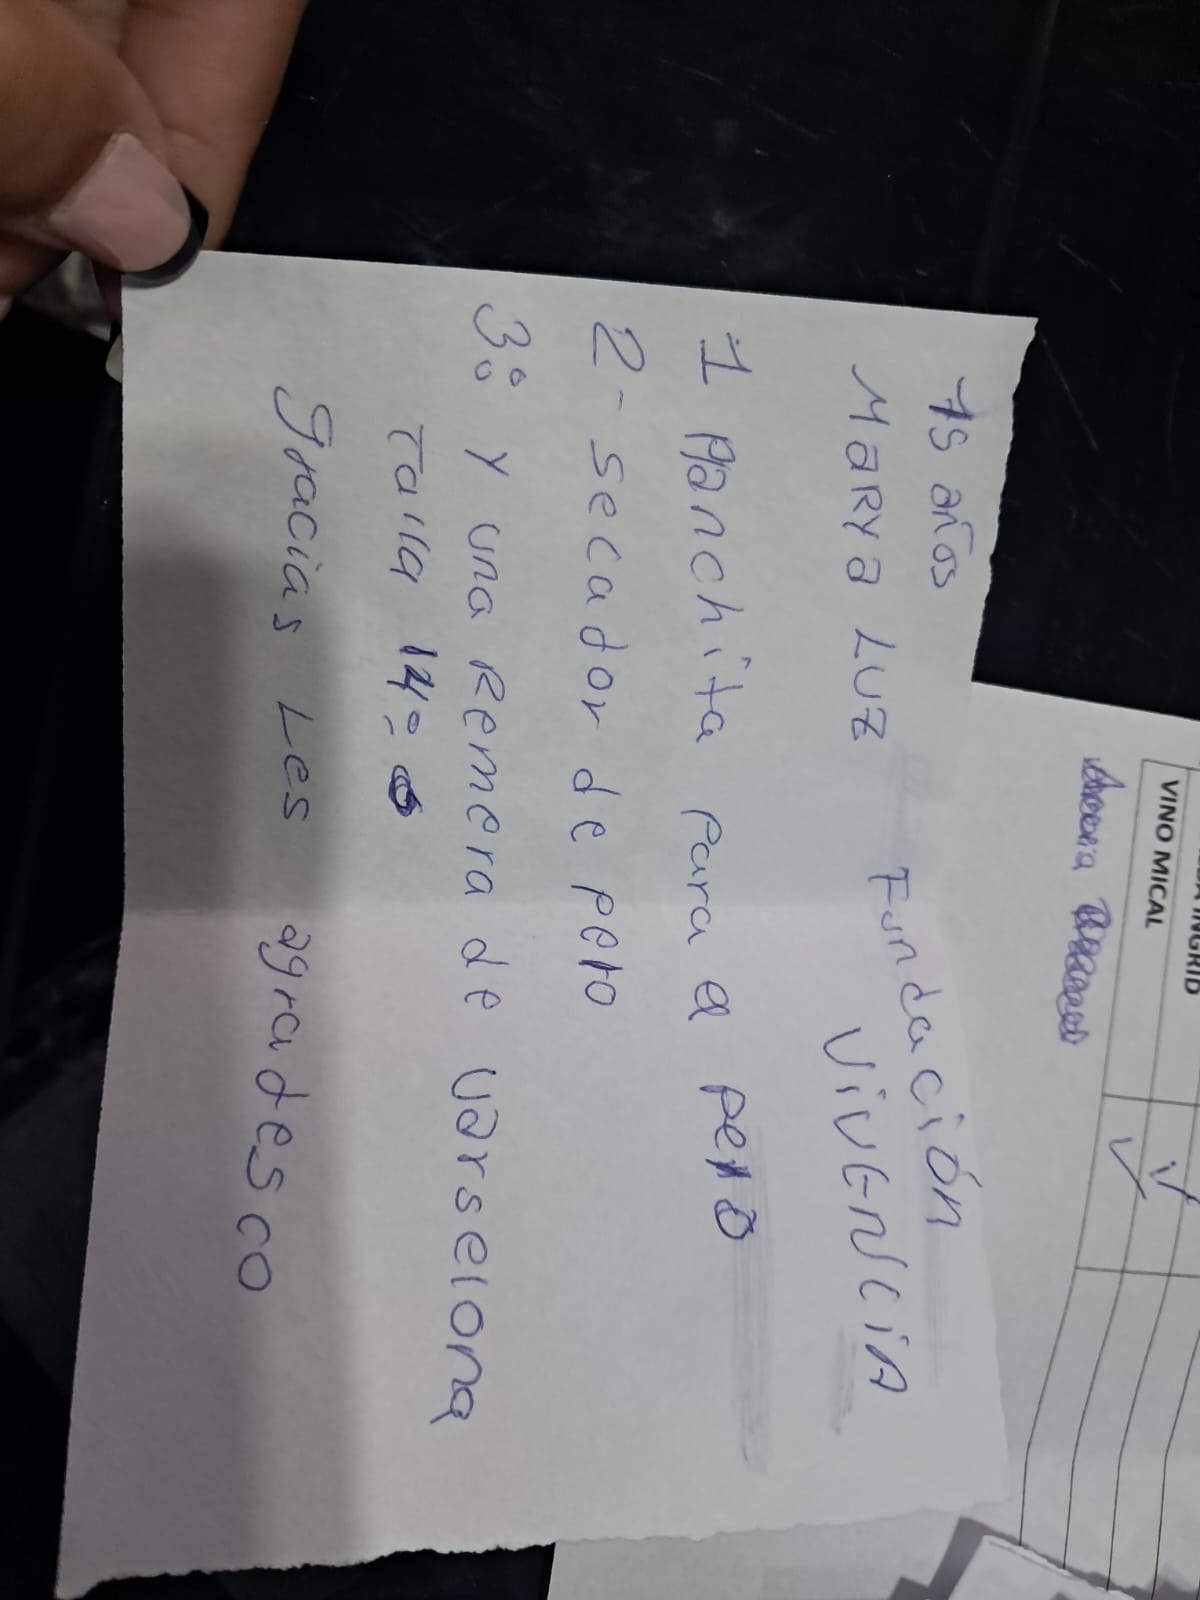 15 años
MARYA LUZ Fundación
VIVENCIA
1 Planchita para el pelo
2 - secador de pelo
3: Y una Remera de varselona
Talla 14:
Gracias Les agradesco
INGRID
VINO MICAL